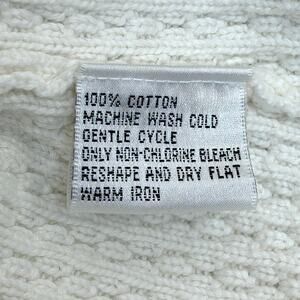 100% COTTON
MACHINE WASH COLD
GENTLE CYCLE
ONLY NON-CHLORINE BLEACH
RESHAPE AND DRY FLAT
WARM IRON